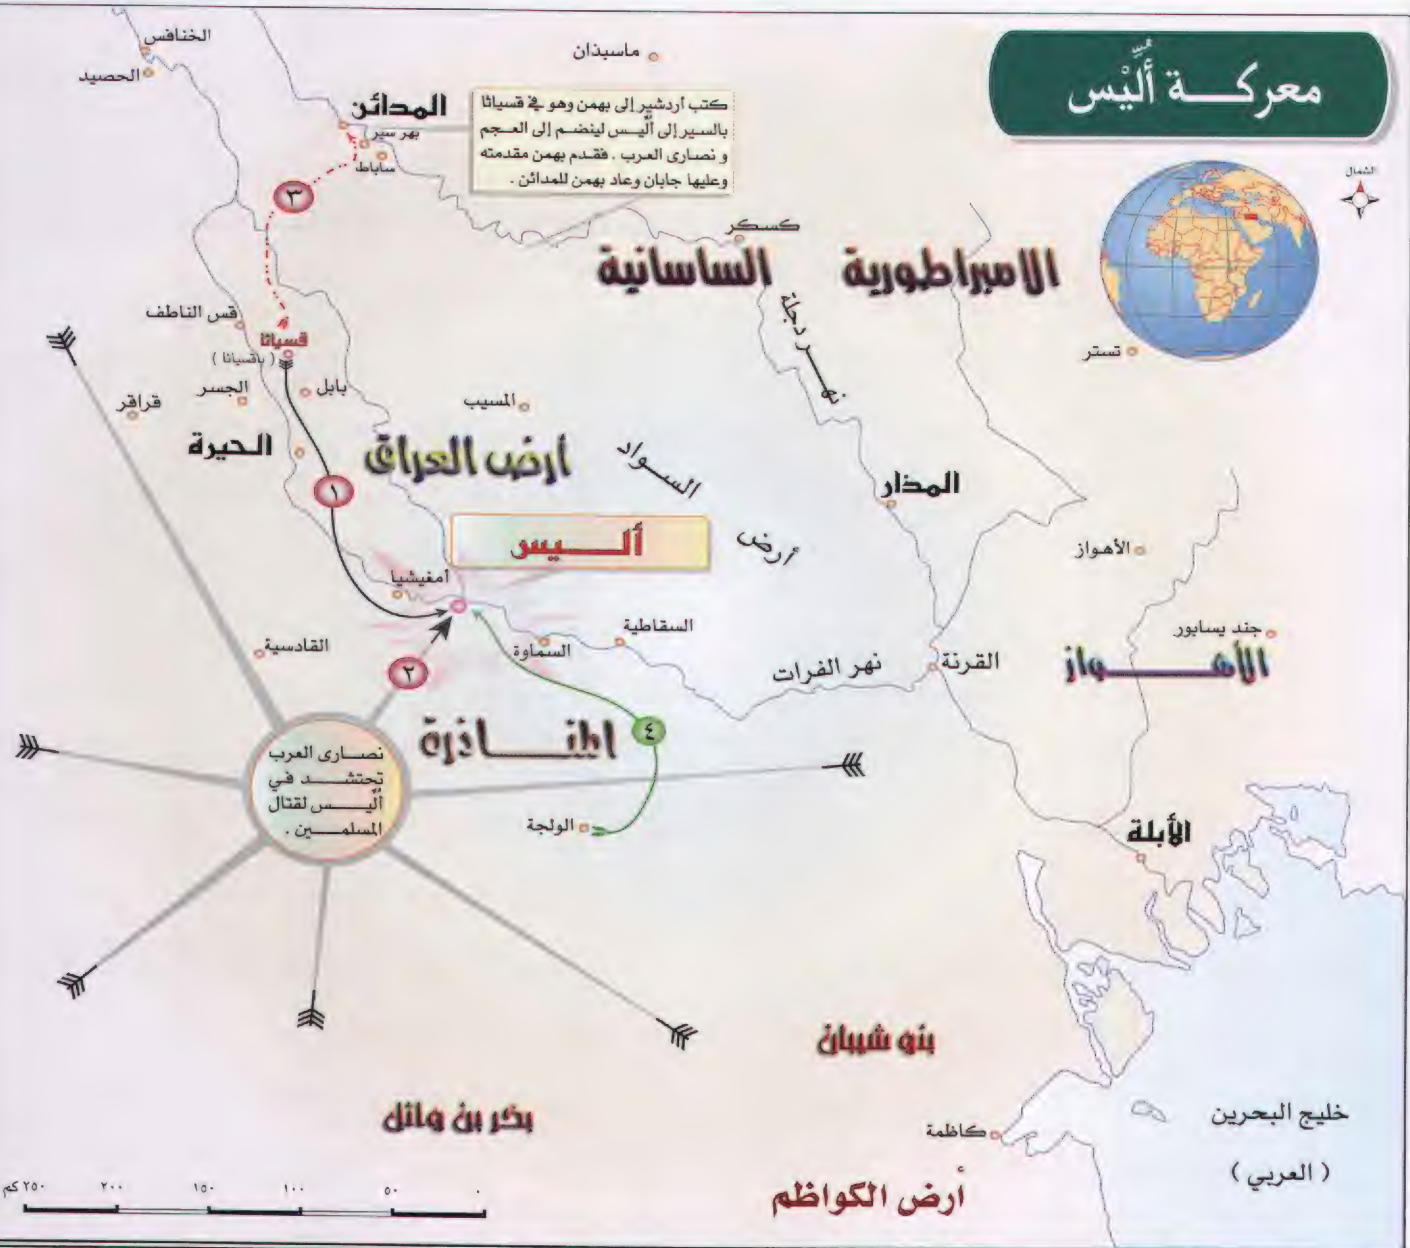 معركة أُلَّيْس
الشمال
الخنافس
الحصيد
ماسبذان
المدائن
بهر سير
ساباط
كتب أردشير إلى بهمن وهو في قسياثا
بالسير إلى أُلَّيس لينضم إلى العجم
و نصارى العرب . فقدم بهمن مقدمته
وعليها جابان وعاد بهمن للمدائن .
٣
كسكر
الامبراطورية الساسانية
نهر دجلة
تستر
قس الناطف
قسياثا
( باقسياثا )
بابل
الجسر
قراقر
المسيب
الحيرة
أرض العراق
أرض السواد
المذار
١
أليس
الأهواز
أمغيشيا
السقاطية
السماوة
القادسية
٢
جند يسابور
الأهواز
القرنة
نهر الفرات
المناذرة
٤
نصارى العرب
تحتشد في
أُلَّيس لقتال
المسلمين .
الولجة
الأبلة
بنو شيبان
بكر بن وائل
كاظمة
خليج البحرين
( العربي )
أرض الكواظم
٠ ٥٠ ١٠٠ ١٥٠ ٢٠٠ ٢٥٠ كم